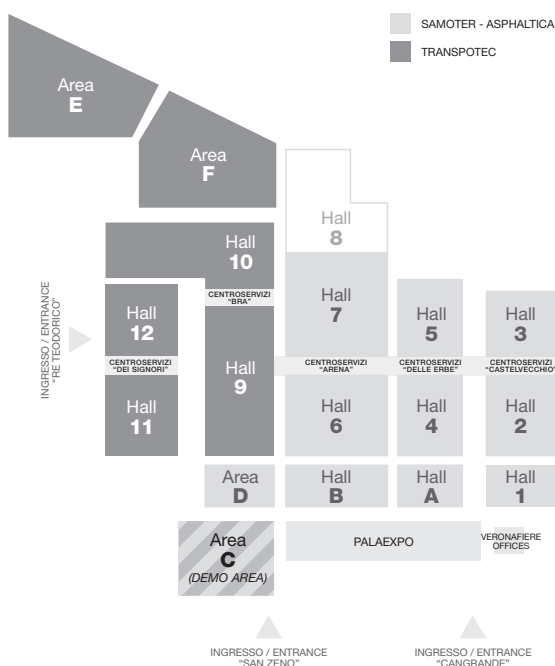 SAMOTER - ASPHALTICA
TRANSPOTEC
Area
E
Area
F
Hall
8
Hall
10
CENTROSERVIZI
“BRA”
Hall
7
Hall
5
Hall
3
Hall
12
INGRESSO / ENTRANCE
“RE TEODORICO”
CENTROSERVIZI
“DEI SIGNORI”
Hall
9
CENTROSERVIZI
“ARENA”
CENTROSERVIZI
“DELLE ERBE”
CENTROSERVIZI
“CASTELVECCHIO”
Hall
11
Hall
6
Hall
4
Hall
2
Area
D
Hall
B
Hall
A
Hall
1
Area
C
(DEMO AREA)
PALAEXPO
VERONAFIERE
OFFICES
INGRESSO / ENTRANCE
“SAN ZENO”
INGRESSO / ENTRANCE
“CANGRANDE”